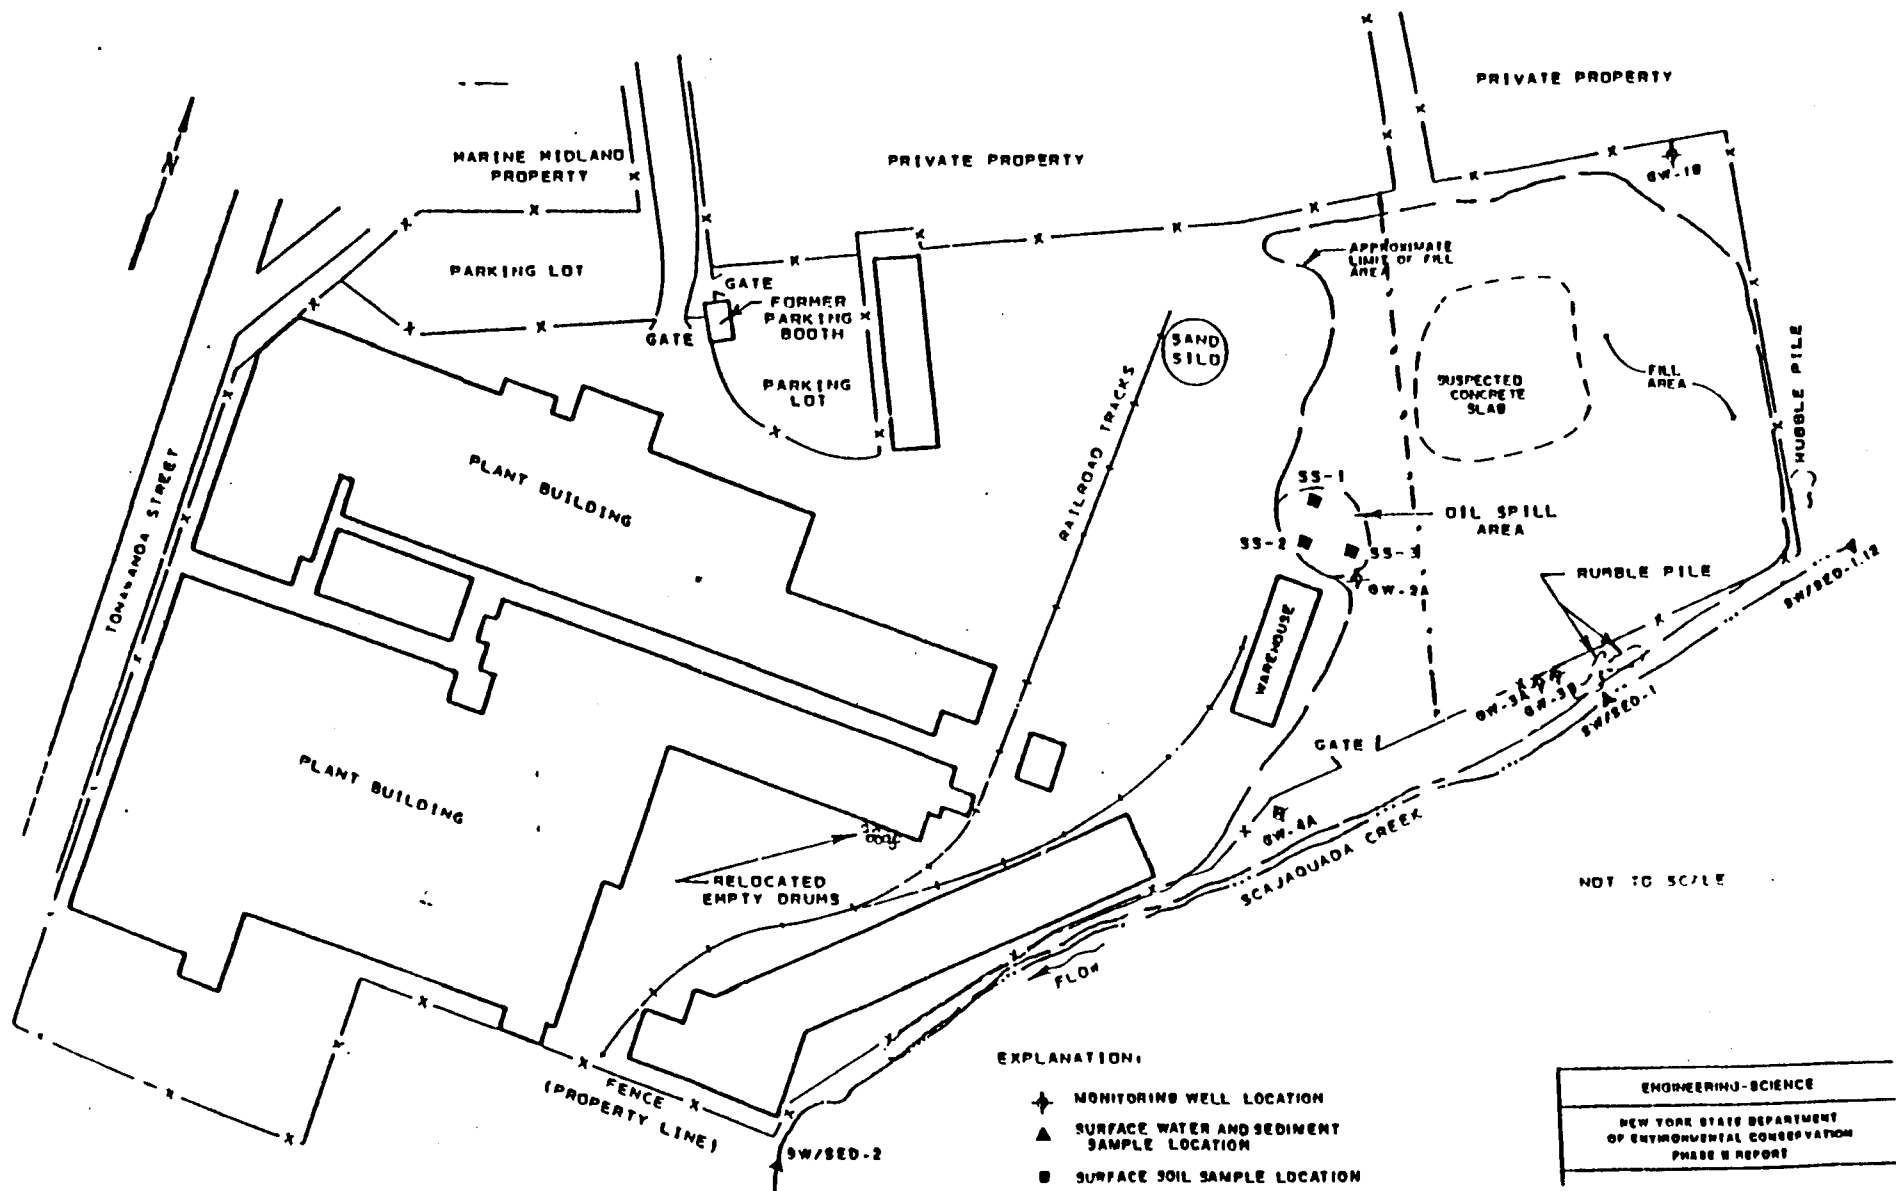 PRIVATE PROPERTY
MARINE MIDLAND
PROPERTY
PRIVATE PROPERTY
N
GW-1B
PARKING LOT
GATE
FORMER
PARKING
BOOTH
GATE
APPROXIMATE
LIMIT OF FILL
AREA
SAND
SILO
PARKING
LOT
SUSPECTED
CONCRETE
SLAB
FILL
AREA
RUBBLE PILE
RAILROAD TRACKS
TONAWANDA STREET
PLANT BUILDING
SS-1
OIL SPILL
AREA
SS-2
SS-3
GW-2A
RUBBLE PILE
SW/SED-1,12
WAREHOUSE
GW-3A
GW-3B
SW/SED-1
GATE
PLANT BUILDING
GW-4A
SCAJAQUADA CREEK
RELOCATED
EMPTY DRUMS
NOT TO SCALE
FLOW
FENCE
(PROPERTY LINE)
SW/SED-2
EXPLANATION:
MONITORING WELL LOCATION
SURFACE WATER AND SEDIMENT
SAMPLE LOCATION
SURFACE SOIL SAMPLE LOCATION
ENGINEERING-SCIENCE
NEW YORK STATE DEPARTMENT
OF ENVIRONMENTAL CONSERVATION
PHASE II REPORT